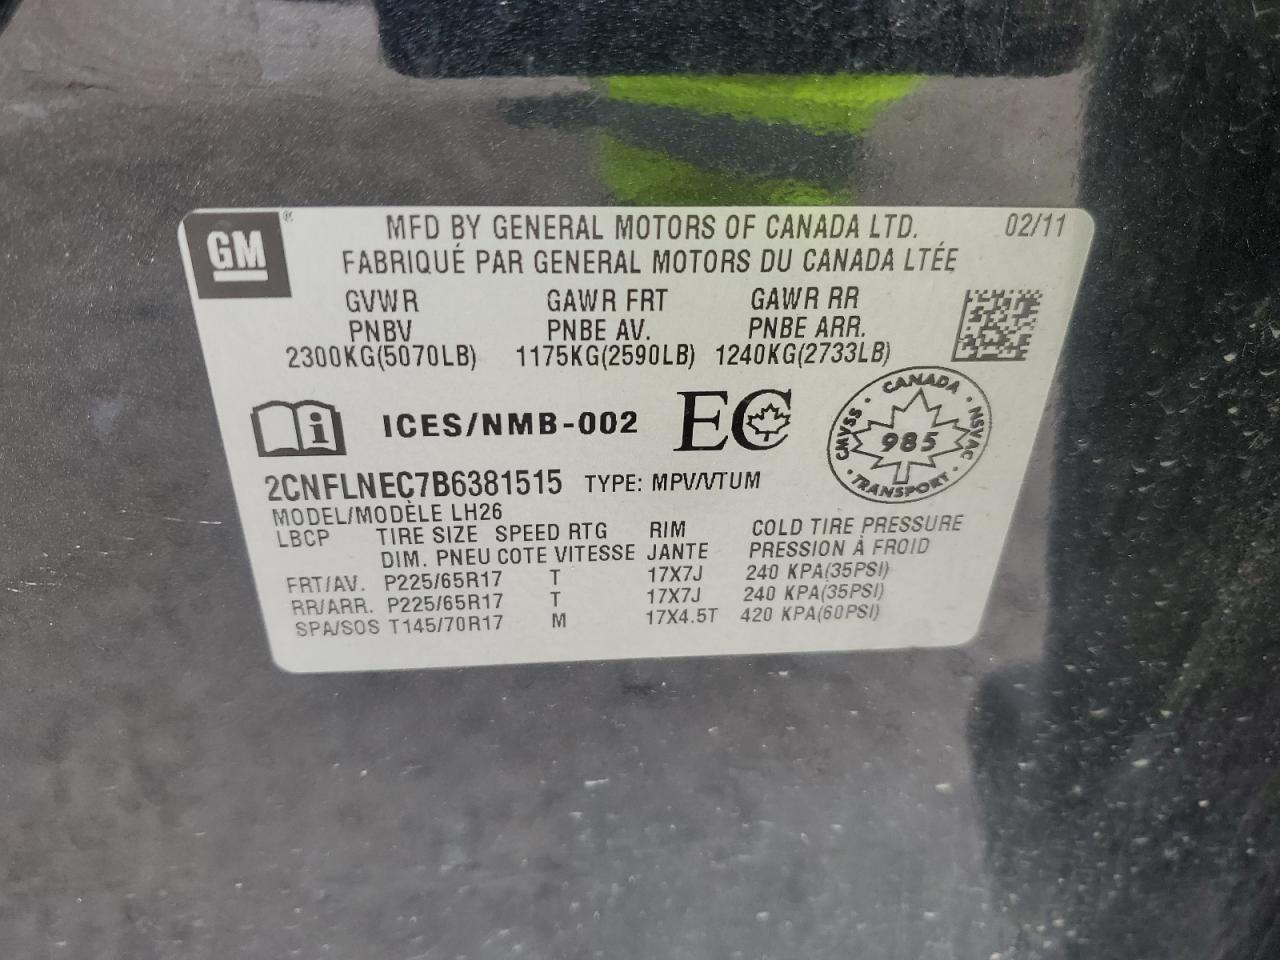 GM®
MFD BY GENERAL MOTORS OF CANADA LTD. 02/11
FABRIQUÉ PAR GENERAL MOTORS DU CANADA LTÉE
GVWR GAWR FRT GAWR RR
PNBV PNBE AV. PNBE ARR.
2300KG(5070LB) 1175KG(2590LB) 1240KG(2733LB)
i ICES/NMB-002 EC
CANADA
CMVSS 985 NSVAC
TRANSPORT
2CNFLNEC7B6381515 TYPE: MPV/VTUM
MODEL/MODÈLE LH26
LBCP TIRE SIZE SPEED RTG RIM COLD TIRE PRESSURE
DIM. PNEU COTE VITESSE JANTE PRESSION À FROID
FRT/AV. P225/65R17 T 17X7J 240 KPA(35PSI)
RR/ARR. P225/65R17 T 17X7J 240 KPA(35PSI)
SPA/SOS T145/70R17 M 17X4.5T 420 KPA(60PSI)